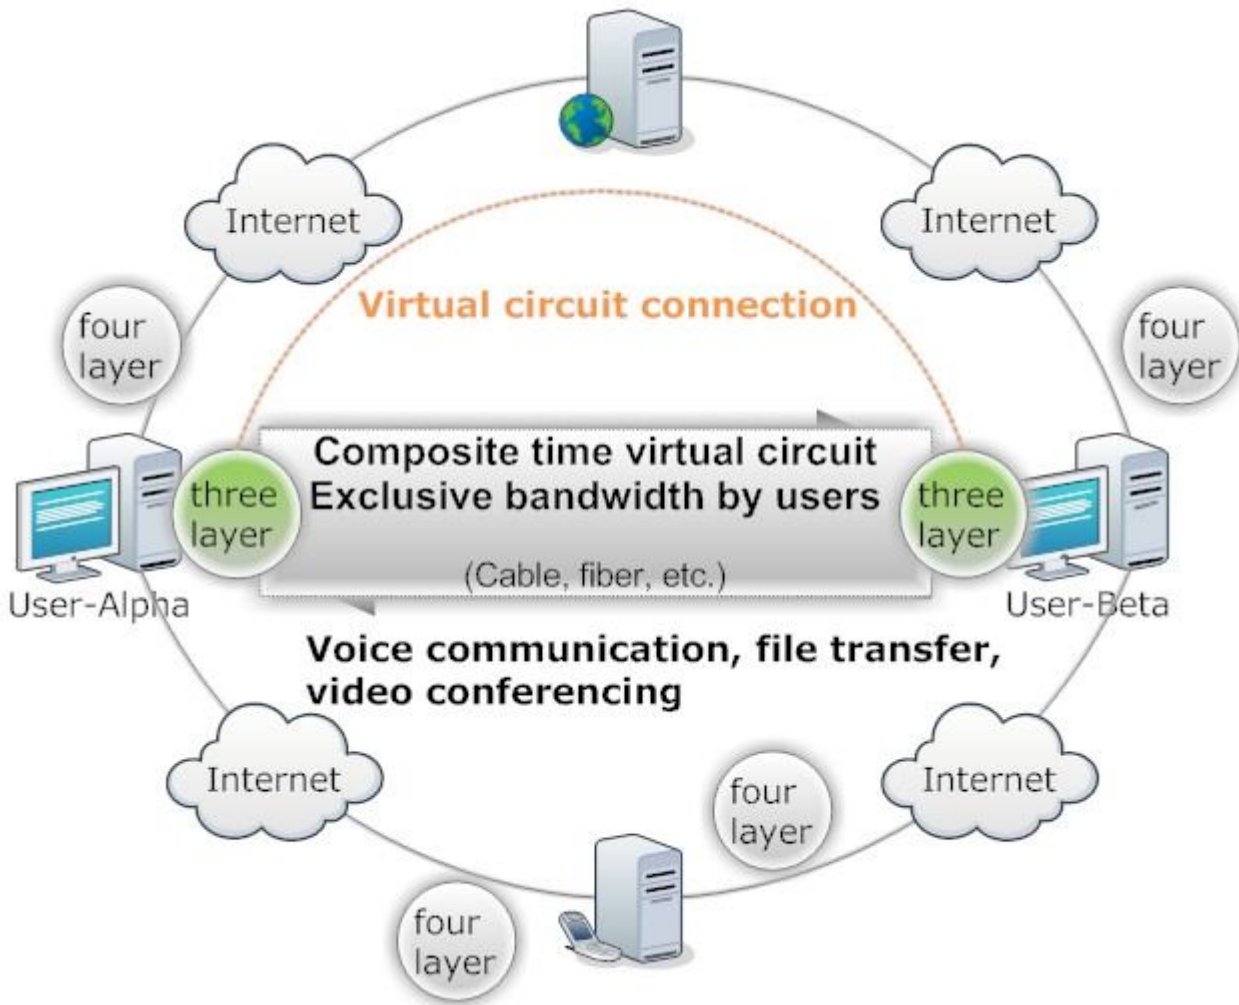 Internet
Internet
Virtual circuit connection
four
layer
four
layer
Composite time virtual circuit
Exclusive bandwidth by users
(Cable, fiber, etc.)
three
layer
three
layer
User-Alpha
User-Beta
Voice communication, file transfer,
video conferencing
Internet
Internet
four
layer
four
layer